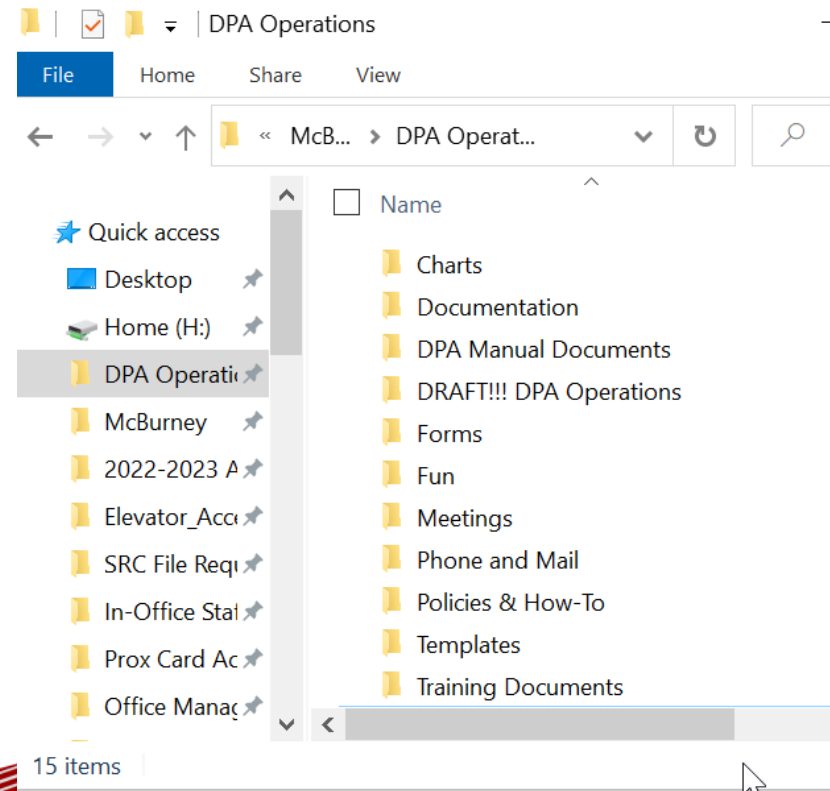 DPA Operations
File Home Share View
« McB... > DPA Operat...
Name
Quick access
Desktop
Home (H:)
DPA Operati
McBurney
2022-2023 A
Elevator_Acc
SRC File Requ
In-Office Staf
Prox Card Ac
Office Manag
Charts
Documentation
DPA Manual Documents
DRAFT!!! DPA Operations
Forms
Fun
Meetings
Phone and Mail
Policies & How-To
Templates
Training Documents
15 items